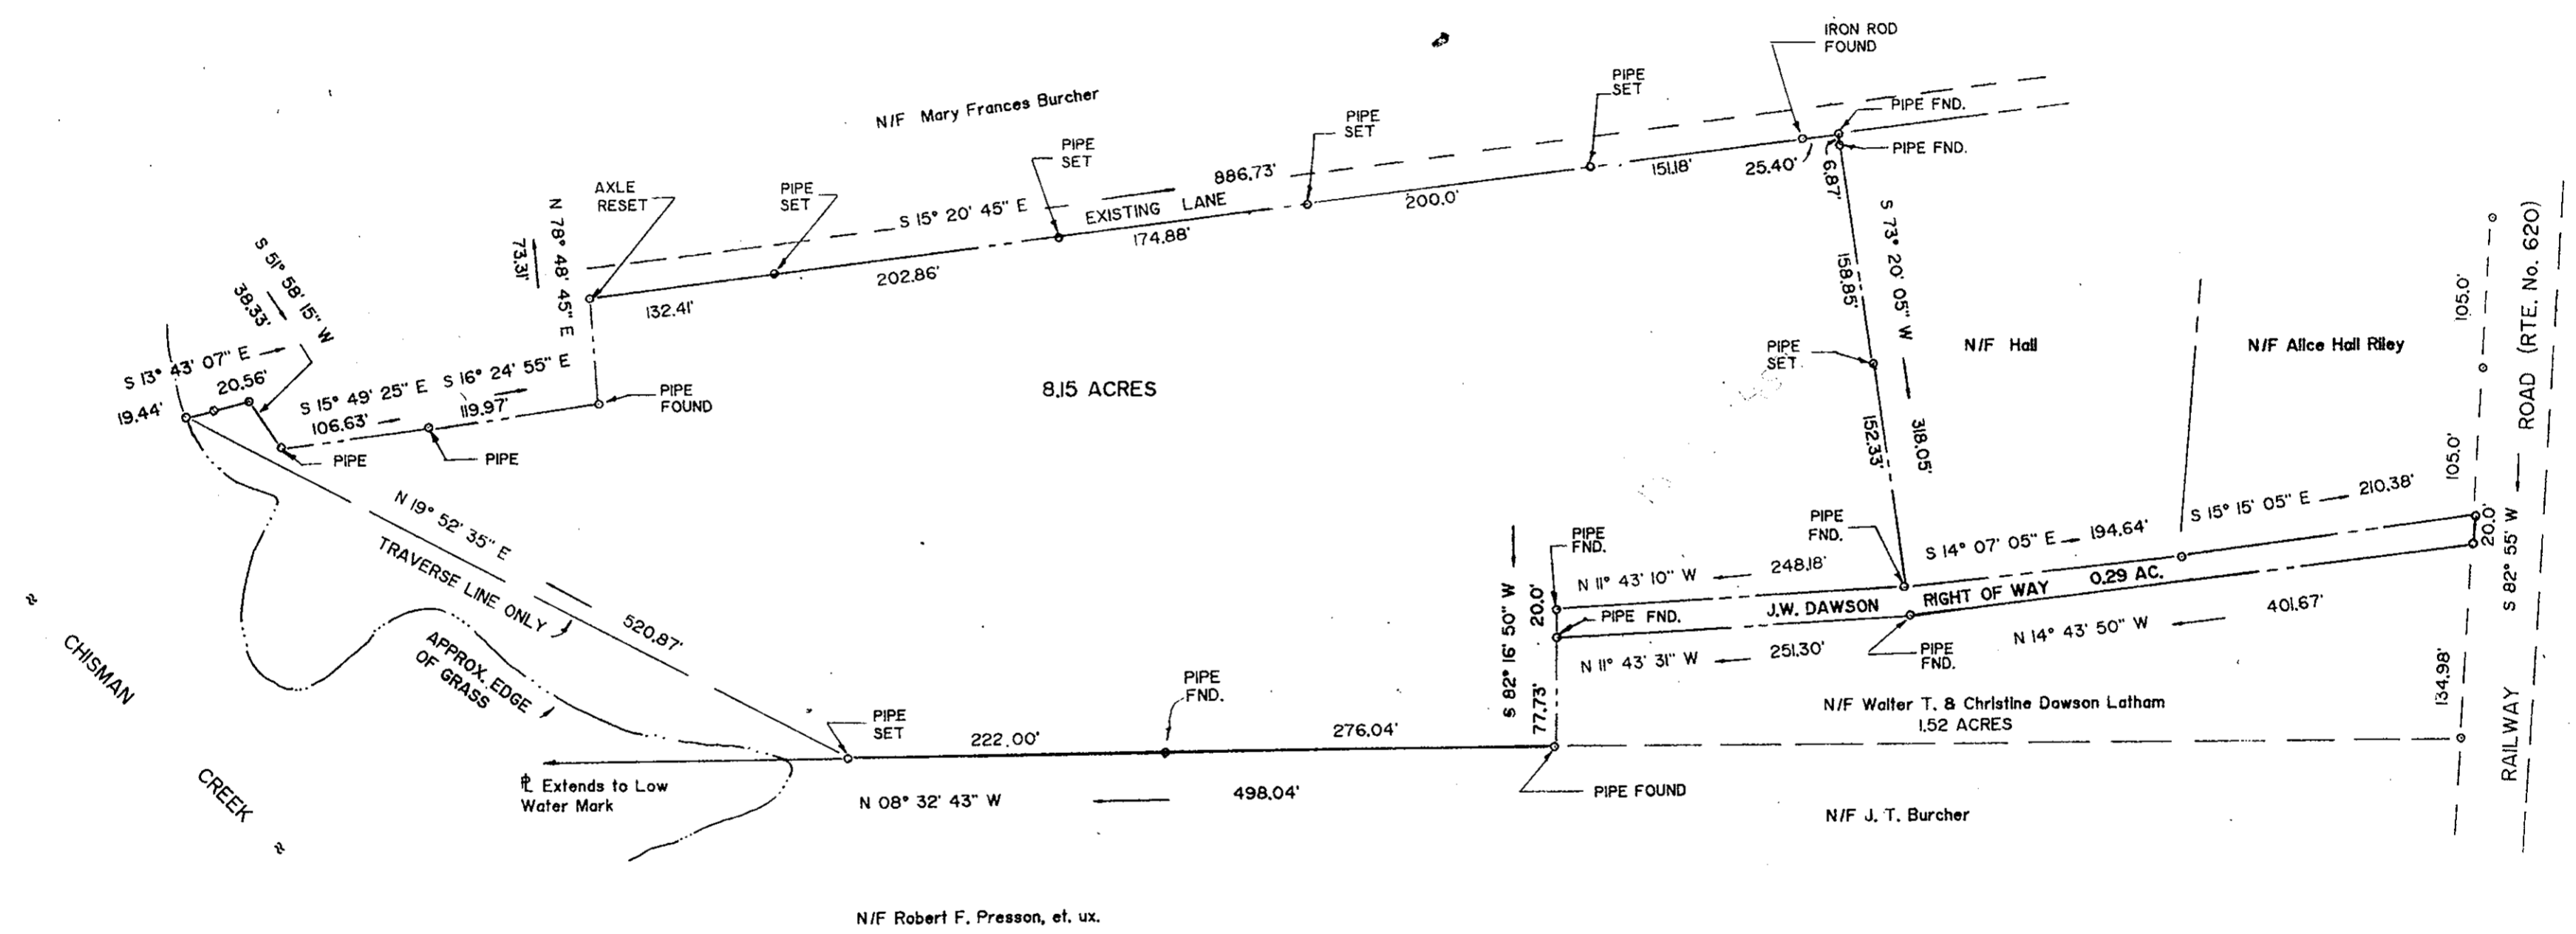 IRON ROD
FOUND
PIPE
SET
N/F Mary Frances Burcher
PIPE FND.
PIPE
SET
PIPE
SET
PIPE FND.
AXLE
RESET
PIPE
SET
S 15° 20' 45" E
886.73'
EXISTING LANE
132.41'
202.86'
174.88'
200.0'
151.18'
25.40'
6.87'
N 78° 48' 45" E
73.31'
S 51° 58' 15" W
38.33'
S 13° 43' 07" E
20.56'
19.44'
S 15° 49' 25" E
106.63'
S 16° 24' 55" E
119.97'
PIPE
FOUND
PIPE
PIPE
8.15 ACRES
S 73° 20' 05" W
318.05'
158.85'
152.33'
PIPE
SET
N/F Hall
N/F Alice Hall Riley
105.0'
105.0'
20.0'
134.98'
S 82° 55' W
RAILWAY ROAD (RTE. No. 620)
N 19° 52' 35" E
520.87'
TRAVERSE LINE ONLY
APPROX. EDGE
OF GRASS
CHISMAN
CREEK
PIPE
FND.
PIPE
FND.
S 14° 07' 05" E
194.64'
S 15° 15' 05" E
210.38'
N 11° 43' 10" W
248.18'
J.W. DAWSON RIGHT OF WAY 0.29 AC.
PIPE FND.
S 82° 16' 50" W
20.0'
77.73'
N 11° 43' 31" W
251.30'
PIPE
FND.
N 14° 43' 50" W
401.67'
N/F Walter T. & Christine Dawson Latham
1.52 ACRES
PIPE
SET
PIPE
FND.
222.00'
276.04'
PIPE FOUND
℄ Extends to Low
Water Mark
N 08° 32' 43" W
498.04'
N/F J. T. Burcher
N/F Robert F. Presson, et. ux.